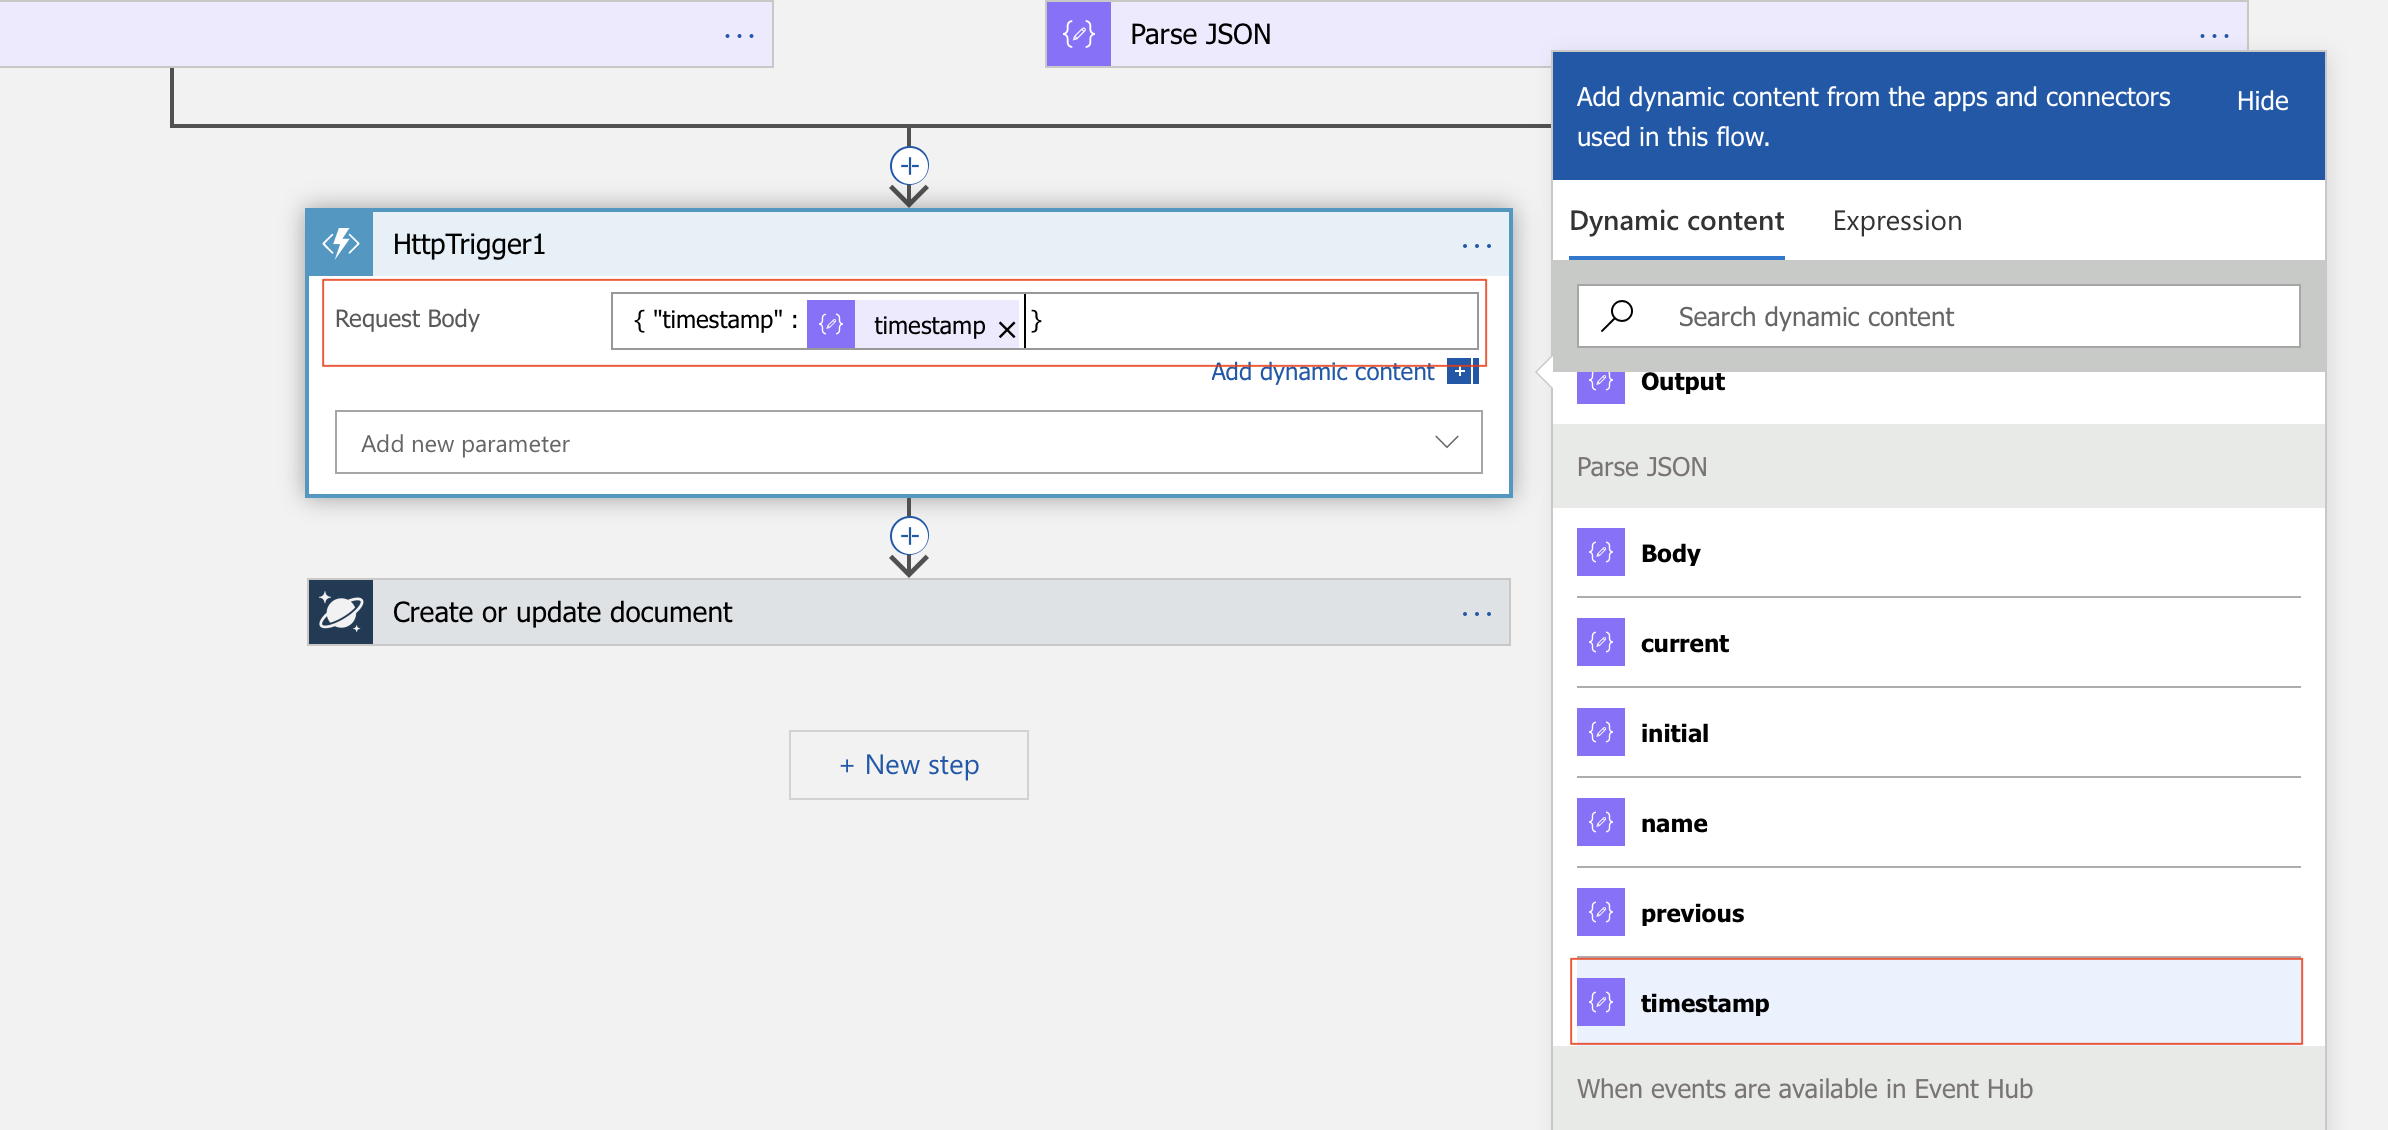 Parse JSON
Add dynamic content from the apps and connectors
used in this flow.
Hide
Dynamic content
Expression
HttpTrigger1
Request Body
{ "timestamp" : timestamp × }
Add dynamic content
Add new parameter
Create or update document
+ New step
Search dynamic content
Output
Parse JSON
Body
current
initial
name
previous
timestamp
When events are available in Event Hub